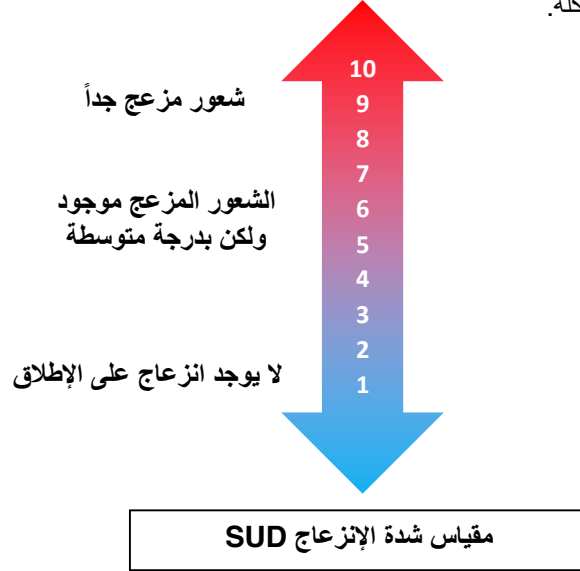 10
شعور مزعج جداً
9
8
7
الشعور المزعج موجود
6
ولكن بدرجة متوسطة
5
4
3
2
لا يوجد انزعاج على الإطلاق
1
مقياس شدة الإنزعاج SUD